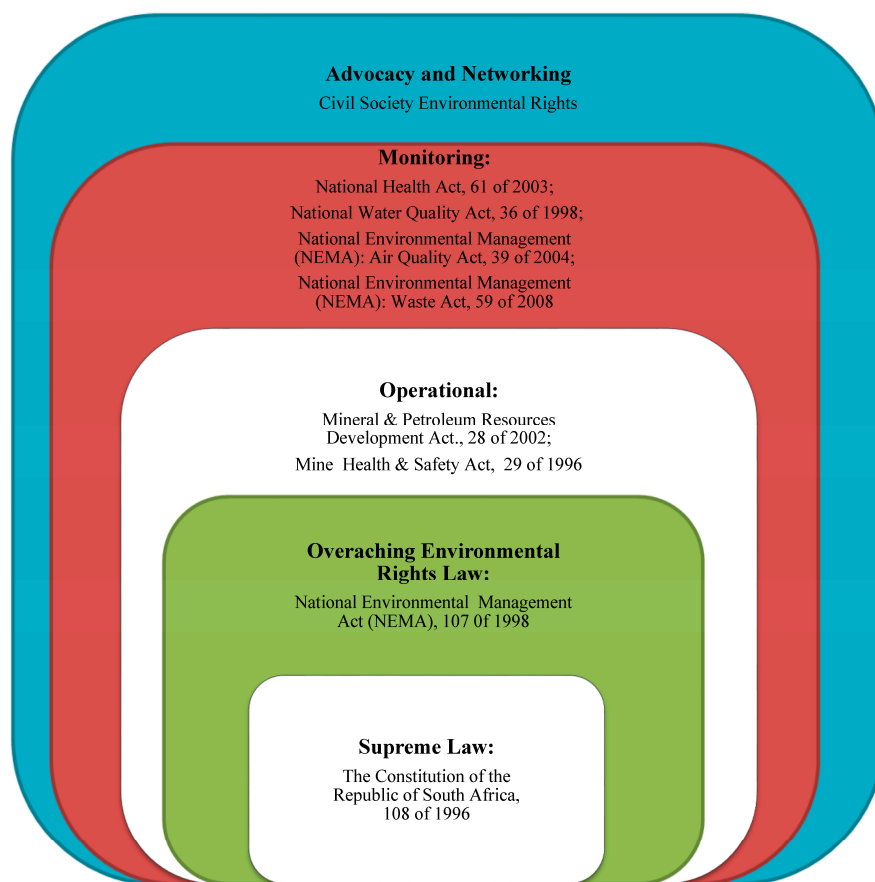 Advocacy and Networking
Civil Society Environmental Rights
Monitoring:
National Health Act, 61 of 2003;
National Water Quality Act, 36 of 1998;
National Environmental Management
(NEMA): Air Quality Act, 39 of 2004;
National Environmental Management
(NEMA): Waste Act, 59 of 2008
Operational:
Mineral & Petroleum Resources
Development Act., 28 of 2002;
Mine Health & Safety Act, 29 of 1996
Overaching Environmental
Rights Law:
National Environmental Management
Act (NEMA), 107 0f 1998
Supreme Law:
The Constitution of the
Republic of South Africa,
108 of 1996